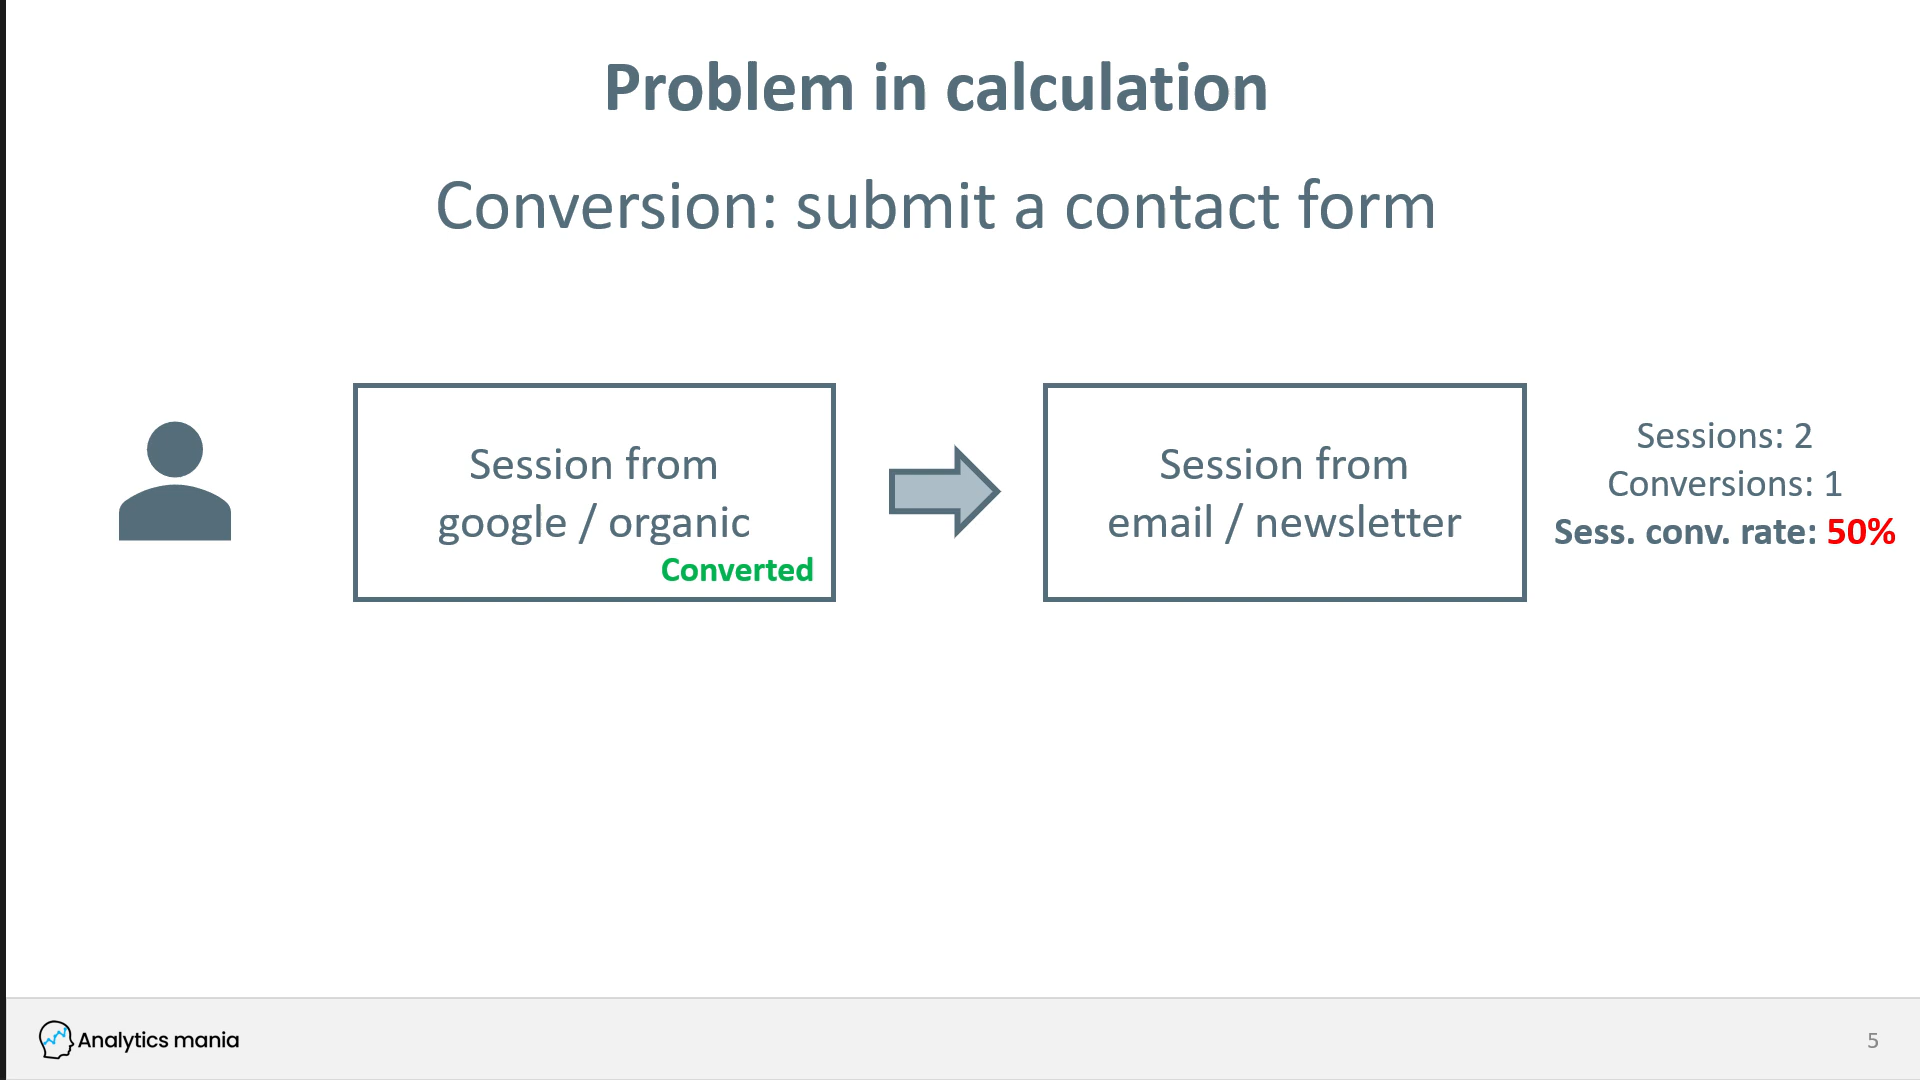 Problem in calculation
Conversion: submit a contact form
Session from
google / organic
Converted
Session from
email / newsletter
Sessions: 2
Conversions: 1
Sess. conv. rate: 50%
Analytics mania
5